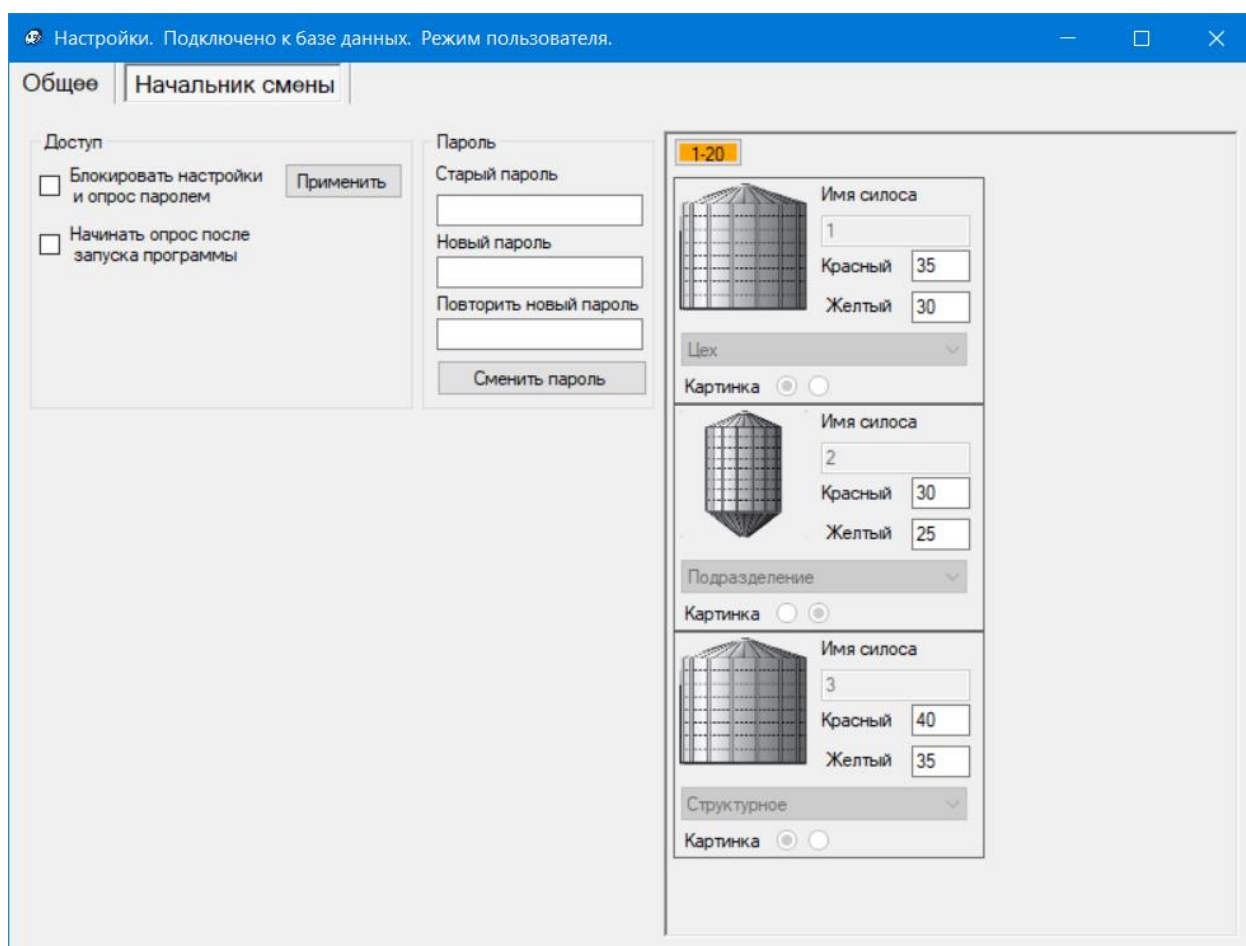 Настройки. Подключено к базе данных. Режим пользователя.
Общее
Начальник смены
Доступ
Блокировать настройки
и опрос паролем
Применить
Начинать опрос после
запуска программы
Пароль
Старый пароль
Новый пароль
Повторить новый пароль
Сменить пароль
1-20
Имя силоса
1
Красный 35
Желтый 30
Цех
Картинка
Имя силоса
2
Красный 30
Желтый 25
Подразделение
Картинка
Имя силоса
3
Красный 40
Желтый 35
Структурное
Картинка